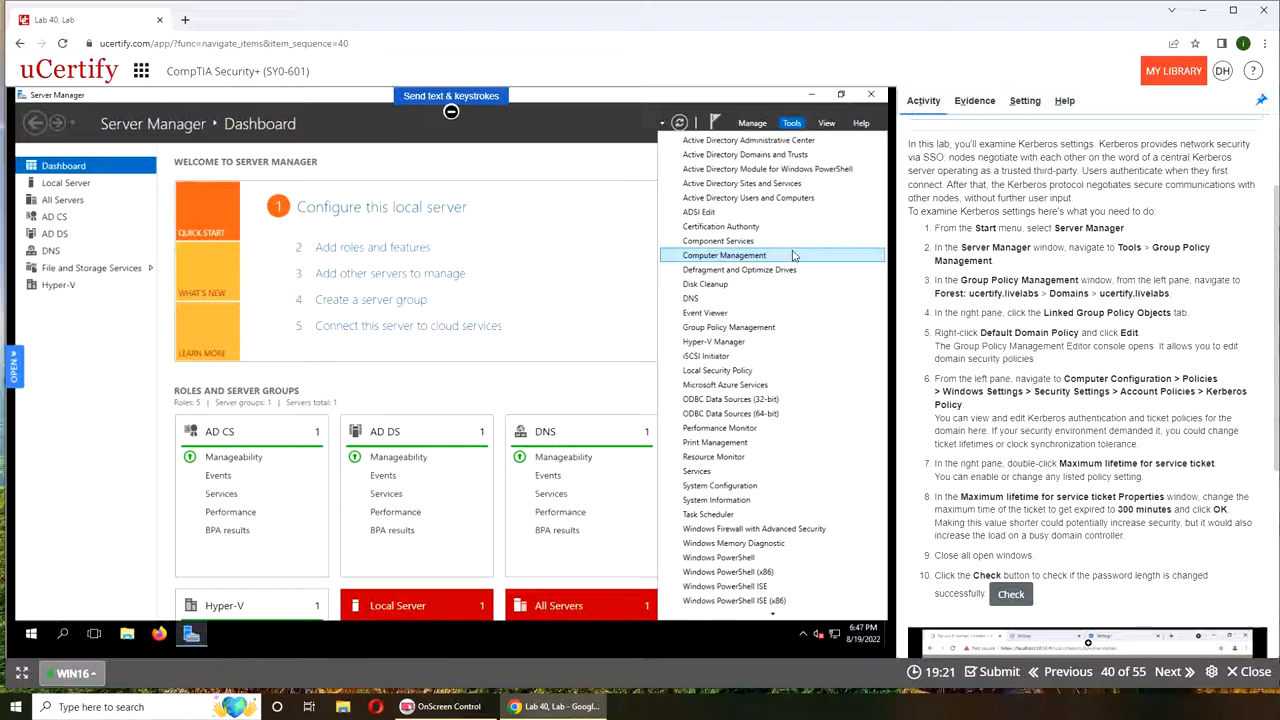 Lab 40, Lab
ucertify.com/app/?func=navigate_items&item_sequence=40
uCertify
CompTIA Security+ (SY0-601)
MY LIBRARY
DH
?
Server Manager
Send text & keystrokes
Server Manager • Dashboard
Manage
Tools
View
Help
Dashboard
Local Server
All Servers
AD CS
AD DS
DNS
File and Storage Services
Hyper-V
OPEN
WELCOME TO SERVER MANAGER
QUICK START
WHAT'S NEW
LEARN MORE
1 Configure this local server
2 Add roles and features
3 Add other servers to manage
4 Create a server group
5 Connect this server to cloud services
ROLES AND SERVER GROUPS
Roles: 5 | Server groups: 1 | Servers total: 1
AD CS 1
Manageability
Events
Services
Performance
BPA results
AD DS 1
Manageability
Events
Services
Performance
BPA results
DNS 1
Manageability
Events
Services
Performance
BPA results
Hyper-V 1
Local Server 1
All Servers 1
Active Directory Administrative Center
Active Directory Domains and Trusts
Active Directory Module for Windows PowerShell
Active Directory Sites and Services
Active Directory Users and Computers
ADSI Edit
Certification Authority
Component Services
Computer Management
Defragment and Optimize Drives
Disk Cleanup
DNS
Event Viewer
Group Policy Management
Hyper-V Manager
iSCSI Initiator
Local Security Policy
Microsoft Azure Services
ODBC Data Sources (32-bit)
ODBC Data Sources (64-bit)
Performance Monitor
Print Management
Resource Monitor
Services
System Configuration
System Information
Task Scheduler
Windows Firewall with Advanced Security
Windows Memory Diagnostic
Windows PowerShell
Windows PowerShell (x86)
Windows PowerShell ISE
Windows PowerShell ISE (x86)
6:47 PM
8/19/2022
Activity
Evidence
Setting
Help
In this lab, you'll examine Kerberos settings. Kerberos provides network security
via SSO: nodes negotiate with each other on the word of a central Kerberos
server operating as a trusted third-party. Users authenticate when they first
connect. After that, the Kerberos protocol negotiates secure communications with
other nodes, without further user input.
To examine Kerberos settings here's what you need to do:
1. From the Start menu, select Server Manager
2. In the Server Manager window, navigate to Tools > Group Policy
Management.
3. In the Group Policy Management window, from the left pane, navigate to
Forest: ucertify.livelabs > Domains > ucertify.livelabs.
4. In the right pane, click the Linked Group Policy Objects tab.
5. Right-click Default Domain Policy and click Edit.
The Group Policy Management Editor console opens. It allows you to edit
domain security policies
6. From the left pane, navigate to Computer Configuration > Policies
> Windows Settings > Security Settings > Account Policies > Kerberos
Policy.
You can view and edit Kerberos authentication and ticket policies for the
domain here. If your security environment demanded it, you could change
ticket lifetimes or clock synchronization tolerance.
7. In the right pane, double-click Maximum lifetime for service ticket.
You can enable or change any listed policy setting.
8. In the Maximum lifetime for service ticket Properties window, change the
maximum time of the ticket to get expired to 300 minutes and click OK.
Making this value shorter could potentially increase security, but it would also
increase the load on a busy domain controller.
9. Close all open windows.
10. Click the Check button to check if the password length is changed
successfully. Check
WIN16
19:21
Submit
Previous
40 of 55
Next
Close
Type here to search
OnScreen Control
Lab 40, Lab - Googl...